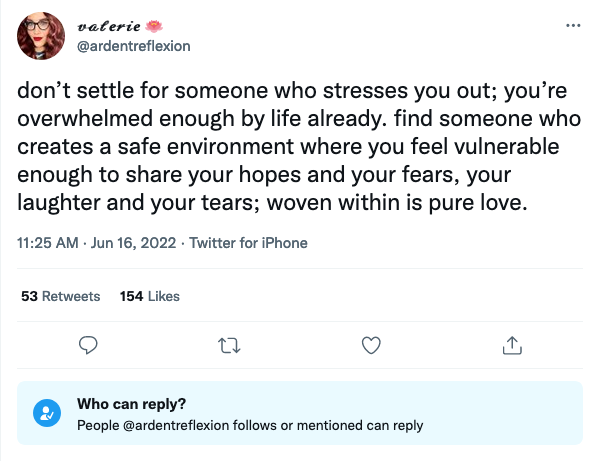 valerie 🪷
@ardentreflexion
don’t settle for someone who stresses you out; you’re
overwhelmed enough by life already. find someone who
creates a safe environment where you feel vulnerable
enough to share your hopes and your fears, your
laughter and your tears; woven within is pure love.
11:25 AM · Jun 16, 2022 · Twitter for iPhone
53 Retweets 154 Likes
Who can reply?
People @ardentreflexion follows or mentioned can reply